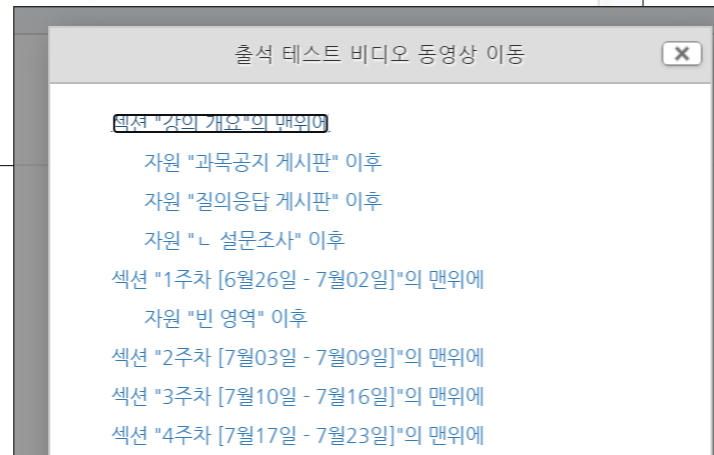 출석 테스트 비디오 동영상 이동
섹션 "강의 개요"의 맨위에
자원 "과목공지 게시판" 이후
자원 "질의응답 게시판" 이후
자원 "ㄴ 설문조사" 이후
섹션 "1주차 [6월26일 - 7월02일]"의 맨위에
자원 "빈 영역" 이후
섹션 "2주차 [7월03일 - 7월09일]"의 맨위에
섹션 "3주차 [7월10일 - 7월16일]"의 맨위에
섹션 "4주차 [7월17일 - 7월23일]"의 맨위에